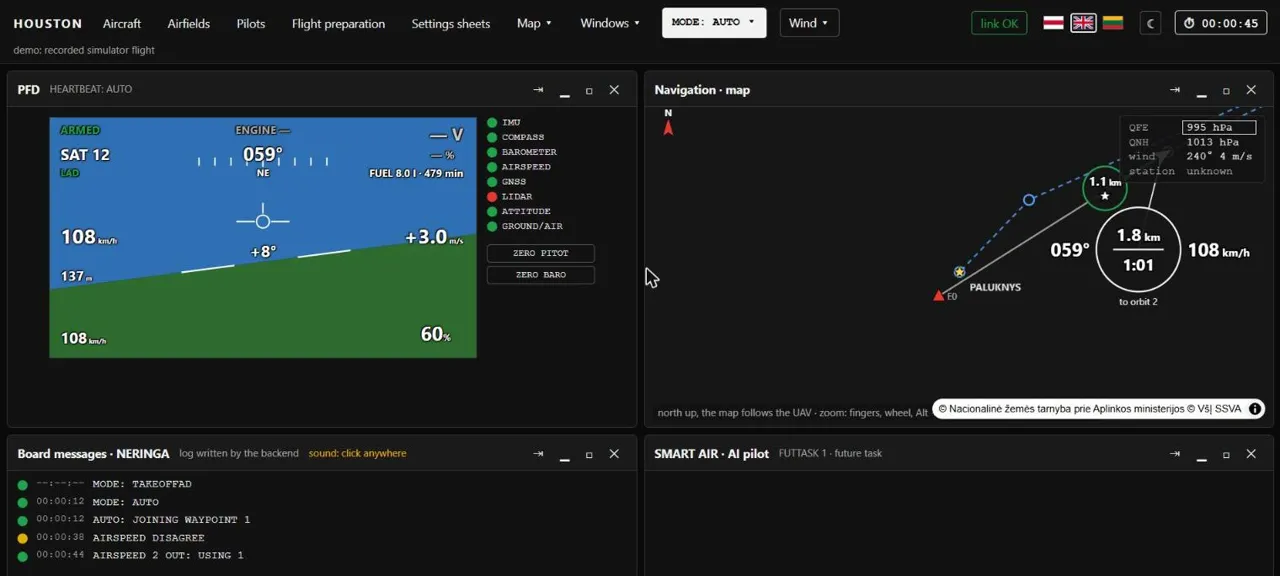 HOUSTON Aircraft Airfields Pilots Flight preparation Settings sheets Map ▾ Windows ▾ MODE: AUTO ▾ Wind ▾ link OK 00:00:45
demo: recorded simulator flight
PFD HEARTBEAT: AUTO
ARMED ENGINE — — V
SAT 12 059° — %
LAD NE FUEL 8.0 l · 479 min
108 km/h +3.0 m/s
+8°
137 m
108 km/h 60%
IMU
COMPASS
BAROMETER
AIRSPEED
GNSS
LIDAR
ATTITUDE
GROUND/AIR
ZERO PITOT
ZERO BARO
Navigation · map
N
QFE 995 hPa
QNH 1013 hPa
wind 240° 4 m/s
station unknown
1.1 km
059° 1.8 km 108 km/h
1:01
to orbit 2
PALUKNYS
E0
north up, the map follows the UAV · zoom: fingers, wheel, Alt
© Nacionalinė žemės tarnyba prie Aplinkos ministerijos © VšĮ SSVA
Board messages · NERINGA log written by the backend sound: click anywhere
--:--:-- MODE: TAKEOFFAD
00:00:12 MODE: AUTO
00:00:12 AUTO: JOINING WAYPOINT 1
00:00:38 AIRSPEED DISAGREE
00:00:44 AIRSPEED 2 OUT: USING 1
SMART AIR · AI pilot FUTTASK 1 · future task